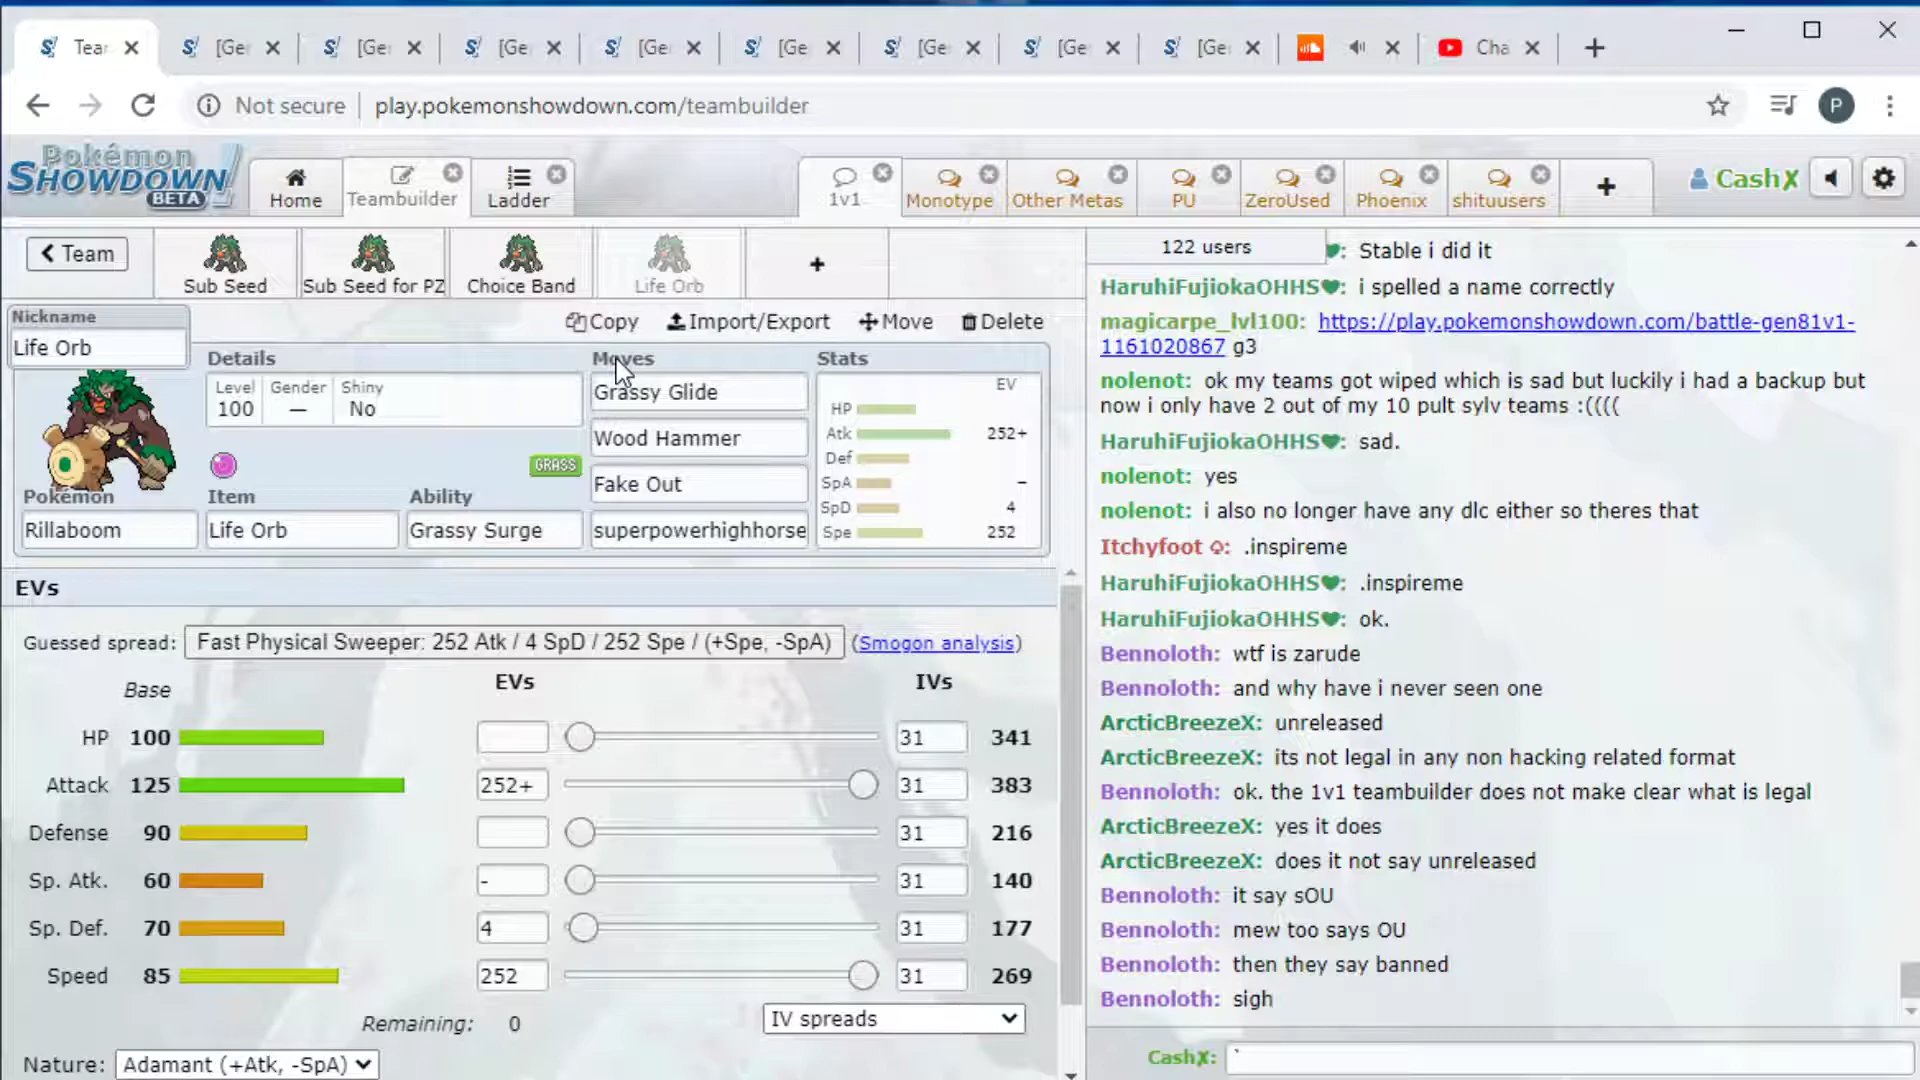 Tear
[Ge
[Ge
[Ge
[Ge
[Ge
[Ge
[Ge
[Ge
Cha
Not secure
play.pokemonshowdown.com/teambuilder
P
Pokémon
SHOWDOWN
BETA
Home
Teambuilder
Ladder
1v1
Monotype
Other Metas
PU
ZeroUsed
Phoenix
shituusers
CashX
Team
Sub Seed
Sub Seed for PZ
Choice Band
Life Orb
122 users
Nickname
Life Orb
Copy
Import/Export
Move
Delete
Details
Moves
Stats
Level
100
Gender
—
Shiny
No
Grassy Glide
Wood Hammer
Fake Out
superpowerhighhorse
EV
HP
Atk 252+
Def
SpA –
SpD 4
Spe 252
GRASS
Pokémon
Rillaboom
Item
Life Orb
Ability
Grassy Surge
EVs
Guessed spread: Fast Physical Sweeper: 252 Atk / 4 SpD / 252 Spe / (+Spe, -SpA) (Smogon analysis)
Base EVs IVs
HP 100 31 341
Attack 125 252+ 31 383
Defense 90 31 216
Sp. Atk. 60 - 31 140
Sp. Def. 70 4 31 177
Speed 85 252 31 269
Remaining: 0
IV spreads
Nature: Adamant (+Atk, -SpA)
: Stable i did it
HaruhiFujiokaOHHS♥: i spelled a name correctly
magicarpe_lvl100: https://play.pokemonshowdown.com/battle-gen81v1-
1161020867 g3
nolenot: ok my teams got wiped which is sad but luckily i had a backup but
now i only have 2 out of my 10 pult sylv teams :((((
HaruhiFujiokaOHHS♥: sad.
nolenot: yes
nolenot: i also no longer have any dlc either so theres that
Itchyfoot: .inspireme
HaruhiFujiokaOHHS♥: .inspireme
HaruhiFujiokaOHHS♥: ok.
Bennoloth: wtf is zarude
Bennoloth: and why have i never seen one
ArcticBreezeX: unreleased
ArcticBreezeX: its not legal in any non hacking related format
Bennoloth: ok. the 1v1 teambuilder does not make clear what is legal
ArcticBreezeX: yes it does
ArcticBreezeX: does it not say unreleased
Bennoloth: it say sOU
Bennoloth: mew too says OU
Bennoloth: then they say banned
Bennoloth: sigh
CashX: `